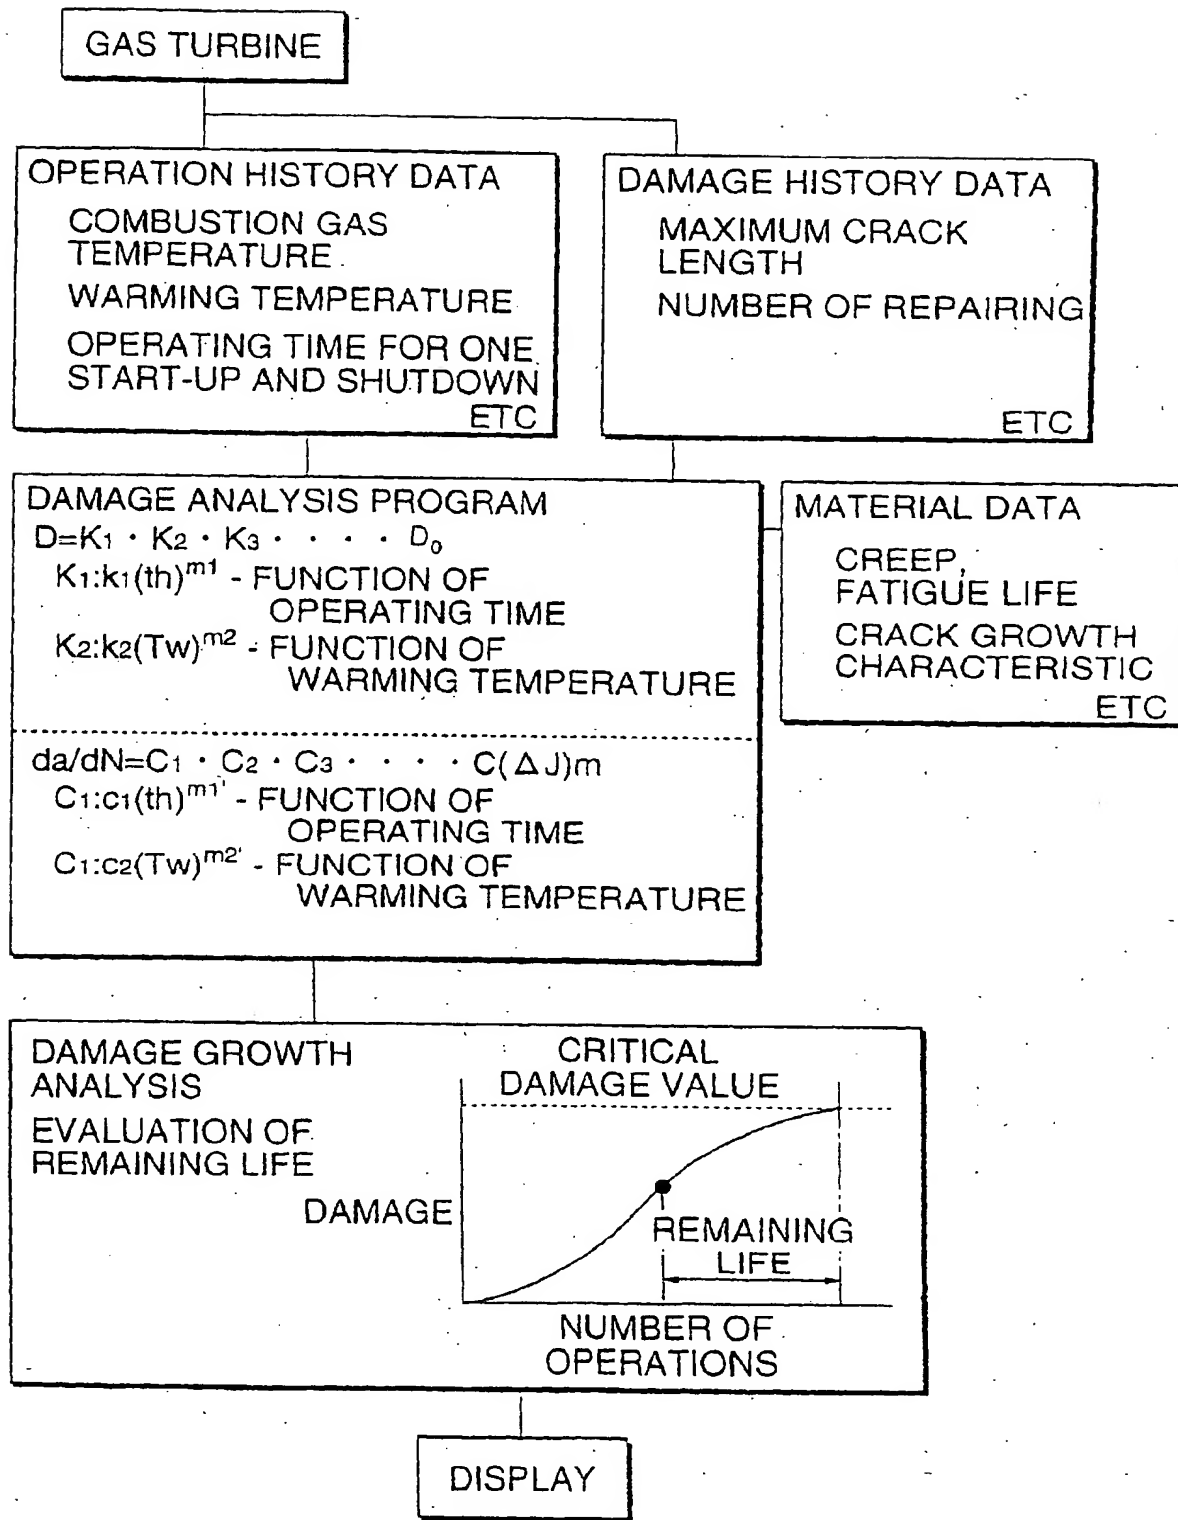 GAS TURBINE
OPERATION HISTORY DATA
COMBUSTION GAS
TEMPERATURE
WARMING TEMPERATURE
OPERATING TIME FOR ONE
START-UP AND SHUTDOWN
ETC
DAMAGE HISTORY DATA
MAXIMUM CRACK
LENGTH
NUMBER OF REPAIRING
ETC
DAMAGE ANALYSIS PROGRAM
D=K₁ · K₂ · K₃ · · · · D₀
K₁:k₁(th)^m1 - FUNCTION OF
OPERATING TIME
K₂:k₂(Tw)^m2 - FUNCTION OF
WARMING TEMPERATURE
da/dN=C₁ · C₂ · C₃ · · · · C(ΔJ)m
C₁:c₁(th)^m1' - FUNCTION OF
OPERATING TIME
C₁:c₂(Tw)^m2' - FUNCTION OF
WARMING TEMPERATURE
MATERIAL DATA
CREEP,
FATIGUE LIFE
CRACK GROWTH
CHARACTERISTIC
ETC
DAMAGE GROWTH
ANALYSIS
EVALUATION OF
REMAINING LIFE
CRITICAL
DAMAGE VALUE
DAMAGE
REMAINING
LIFE
NUMBER OF
OPERATIONS
DISPLAY